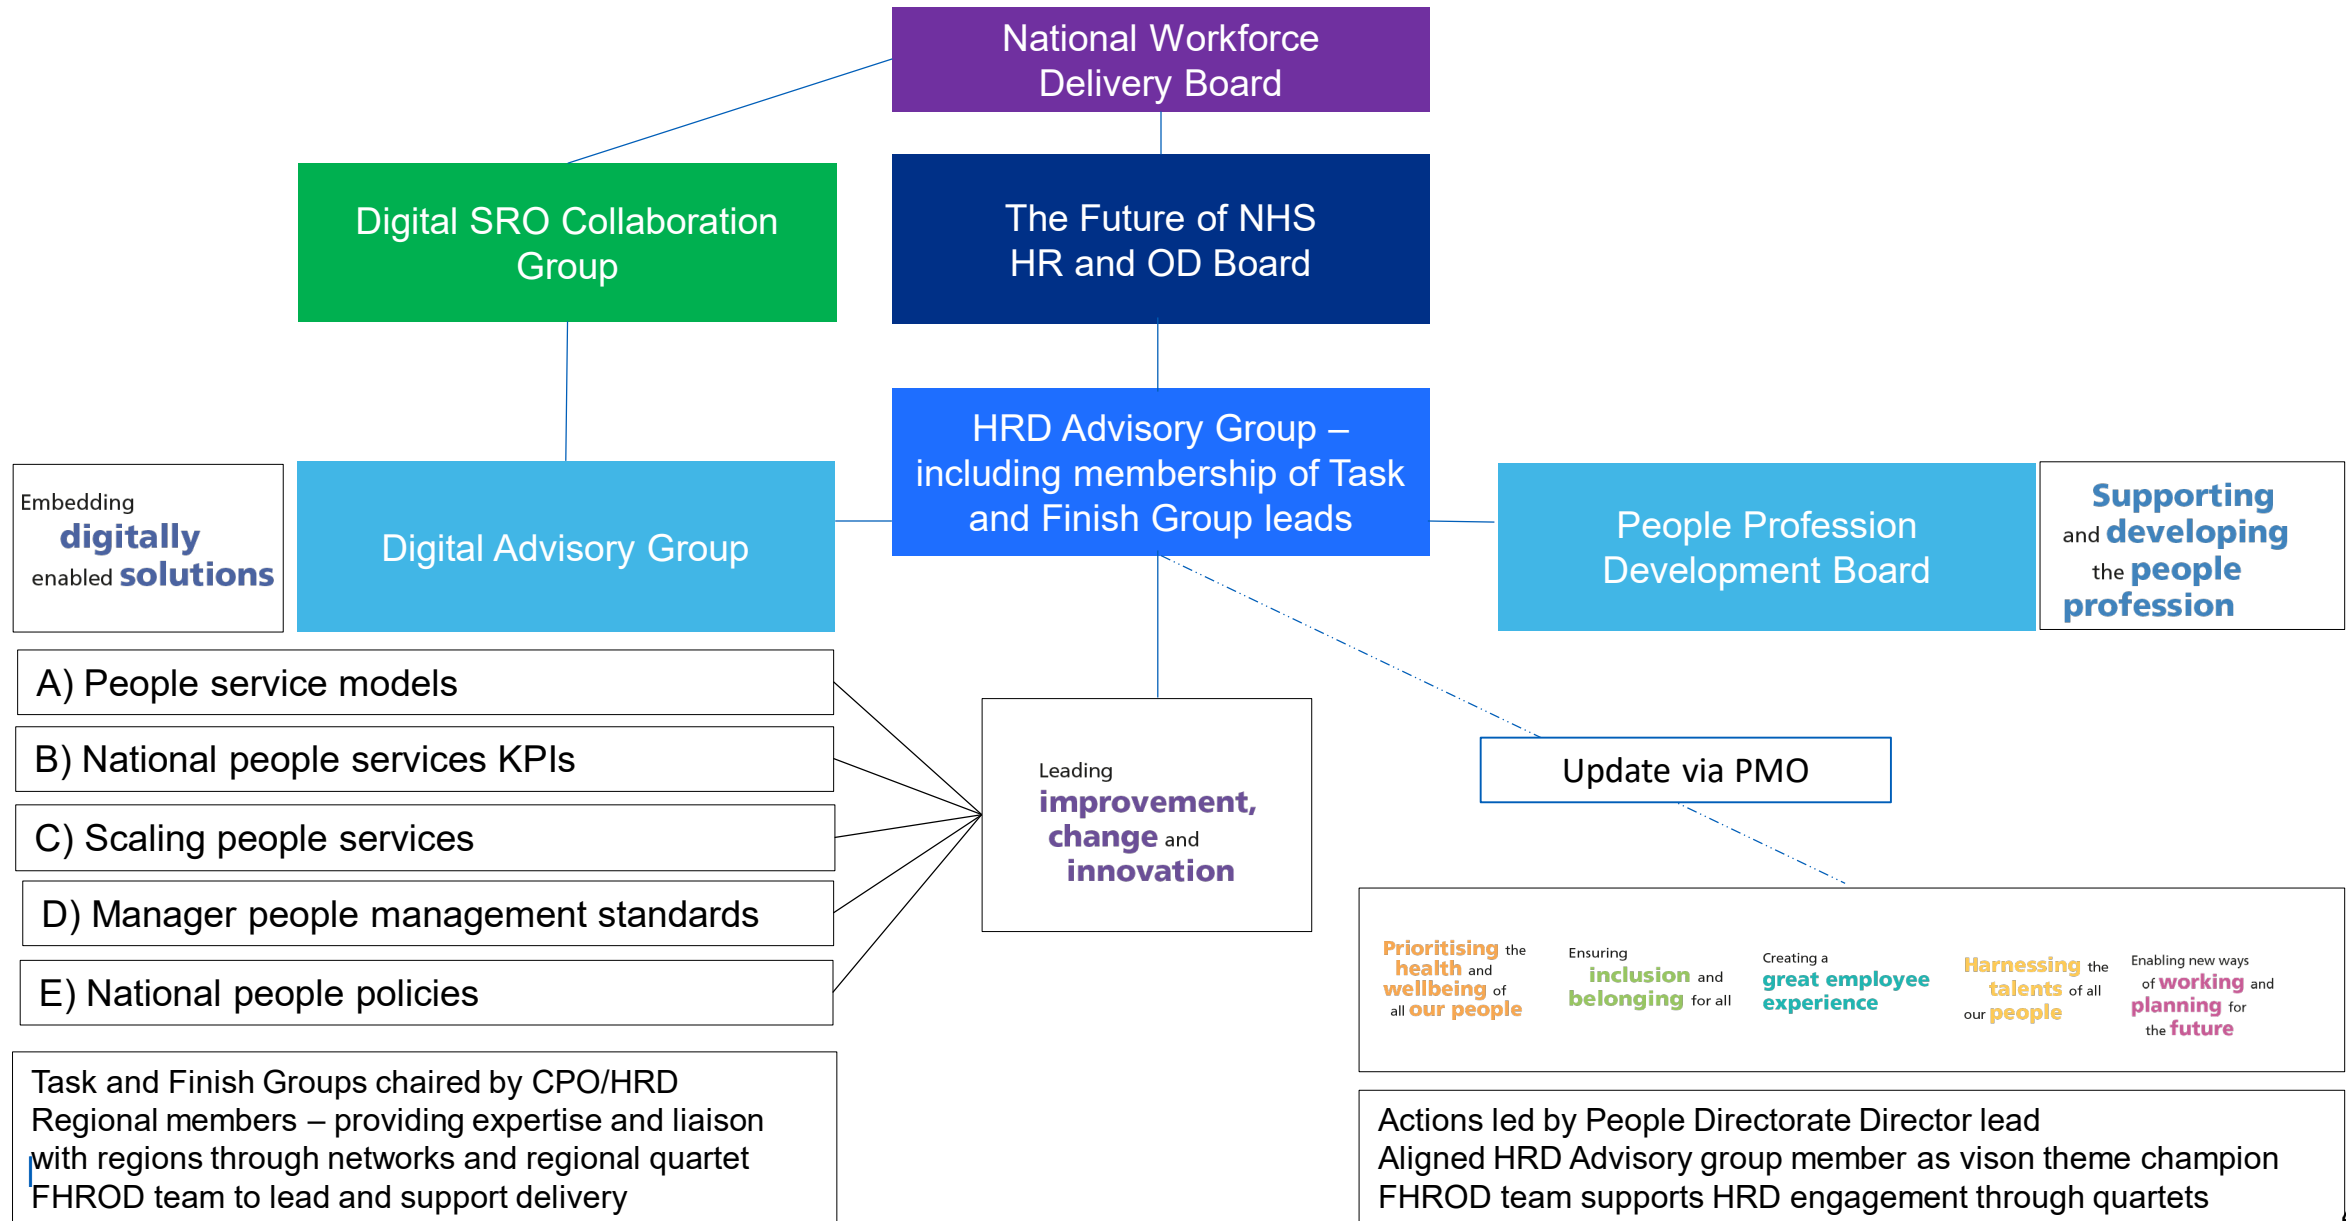 National Workforce
Delivery Board
Digital SRO Collaboration
Group
The Future of NHS
HR and OD Board
HRD Advisory Group –
including membership of Task
and Finish Group leads
Embedding
digitally
enabled solutions
Digital Advisory Group
People Profession
Development Board
Supporting
and developing
the people
profession
A) People service models
B) National people services KPIs
C) Scaling people services
D) Manager people management standards
E) National people policies
Leading
improvement,
change and
innovation
Update via PMO
Prioritising the
health and
wellbeing of
all our people
Ensuring
inclusion and
belonging for all
Creating a
great employee
experience
Harnessing the
talents of all
our people
Enabling new ways
of working and
planning for
the future
Task and Finish Groups chaired by CPO/HRD
Regional members – providing expertise and liaison
with regions through networks and regional quartet
FHROD team to lead and support delivery
Actions led by People Directorate Director lead
Aligned HRD Advisory group member as vison theme champion
FHROD team supports HRD engagement through quartets